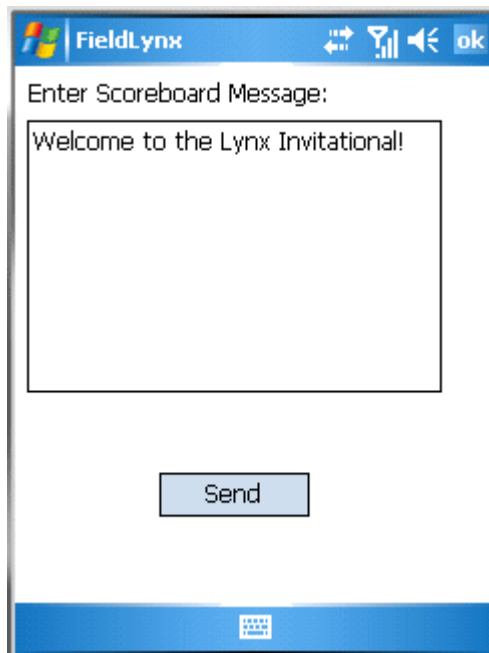 FieldLynx ok
Enter Scoreboard Message:
Welcome to the Lynx Invitational!
Send